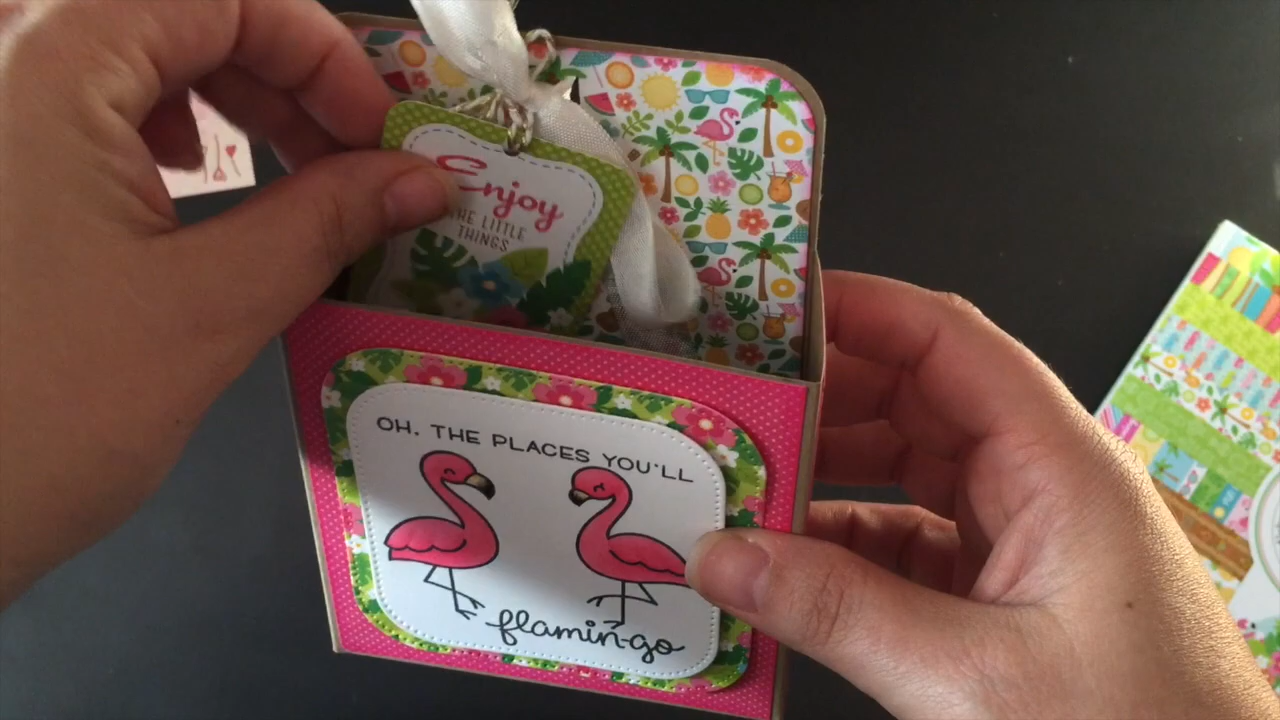 Enjoy
THE LITTLE
THINGS
OH, THE PLACES YOU'LL
flamin-go